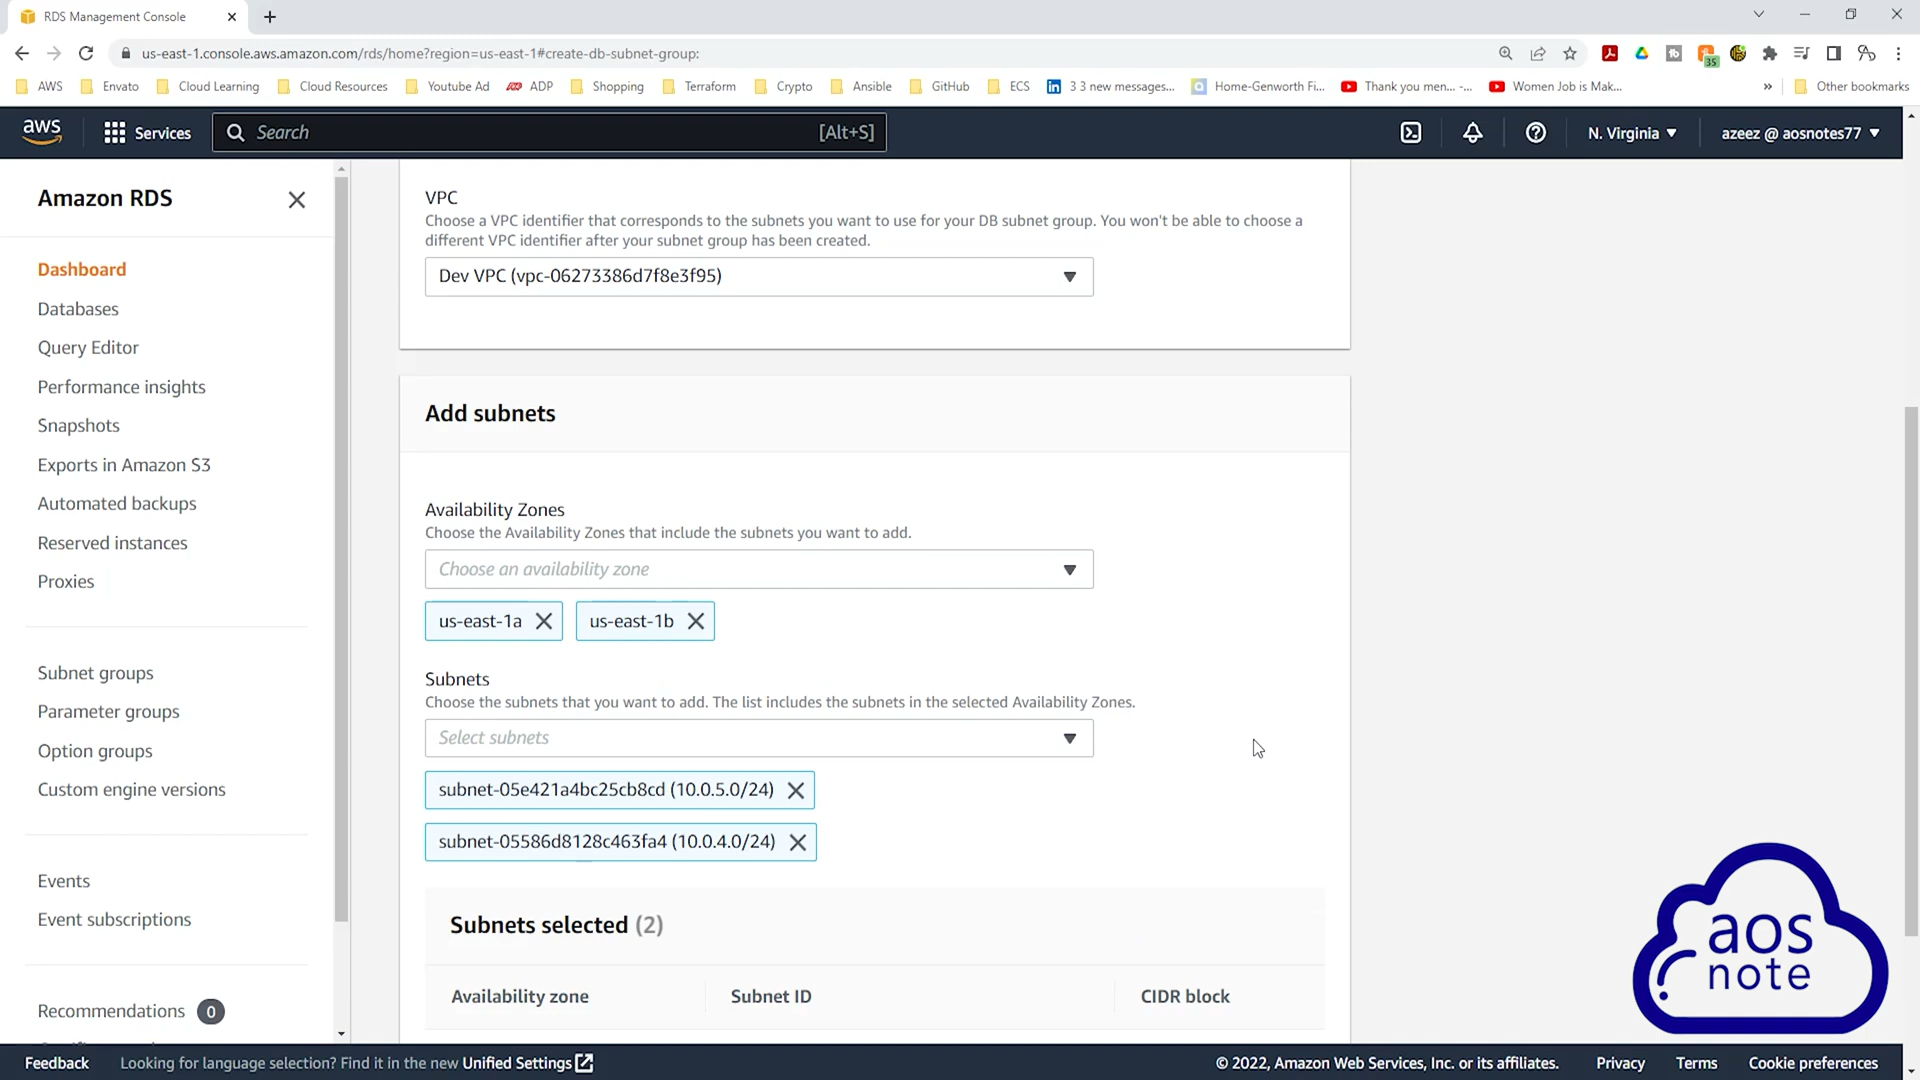 RDS Management Console
us-east-1.console.aws.amazon.com/rds/home?region=us-east-1#create-db-subnet-group:
35
AWS
Envato
Cloud Learning
Cloud Resources
Youtube Ad
ADP
Shopping
Terraform
Crypto
Ansible
GitHub
ECS
3 3 new messages...
Home-Genworth Fi...
Thank you men... -...
Women Job is Mak...
»
Other bookmarks
aws
Services
Search
[Alt+S]
N. Virginia
azeez @ aosnotes77
Amazon RDS
Dashboard
Databases
Query Editor
Performance insights
Snapshots
Exports in Amazon S3
Automated backups
Reserved instances
Proxies
Subnet groups
Parameter groups
Option groups
Custom engine versions
Events
Event subscriptions
Recommendations 0
VPC
Choose a VPC identifier that corresponds to the subnets you want to use for your DB subnet group. You won't be able to choose a
different VPC identifier after your subnet group has been created.
Dev VPC (vpc-06273386d7f8e3f95)
Add subnets
Availability Zones
Choose the Availability Zones that include the subnets you want to add.
Choose an availability zone
us-east-1a
us-east-1b
Subnets
Choose the subnets that you want to add. The list includes the subnets in the selected Availability Zones.
Select subnets
subnet-05e421a4bc25cb8cd (10.0.5.0/24)
subnet-05586d8128c463fa4 (10.0.4.0/24)
Subnets selected (2)
Availability zone
Subnet ID
CIDR block
aos
note
Feedback
Looking for language selection? Find it in the new Unified Settings
© 2022, Amazon Web Services, Inc. or its affiliates.
Privacy
Terms
Cookie preferences